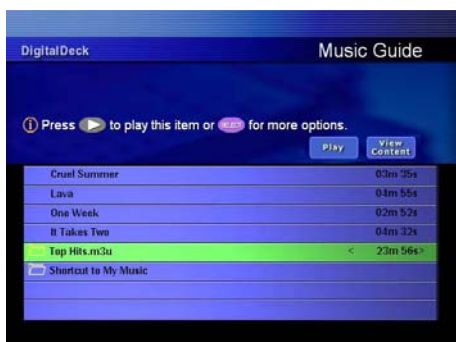 DigitalDeck Music Guide
Press to play this item or SELECT for more options.
Play View Content
Cruel Summer 03m 35s
Lava 04m 55s
One Week 02m 52s
It Takes Two 04m 32s
Top Hits.m3u < 23m 56s>
Shortcut to My Music